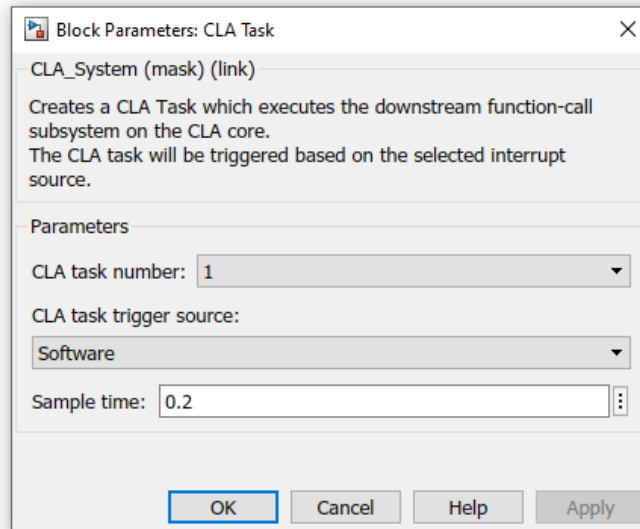 Block Parameters: CLA Task
CLA_System (mask) (link)
Creates a CLA Task which executes the downstream function-call
subsystem on the CLA core.
The CLA task will be triggered based on the selected interrupt
source.
Parameters
CLA task number: 1
CLA task trigger source:
Software
Sample time: 0.2
OK Cancel Help Apply